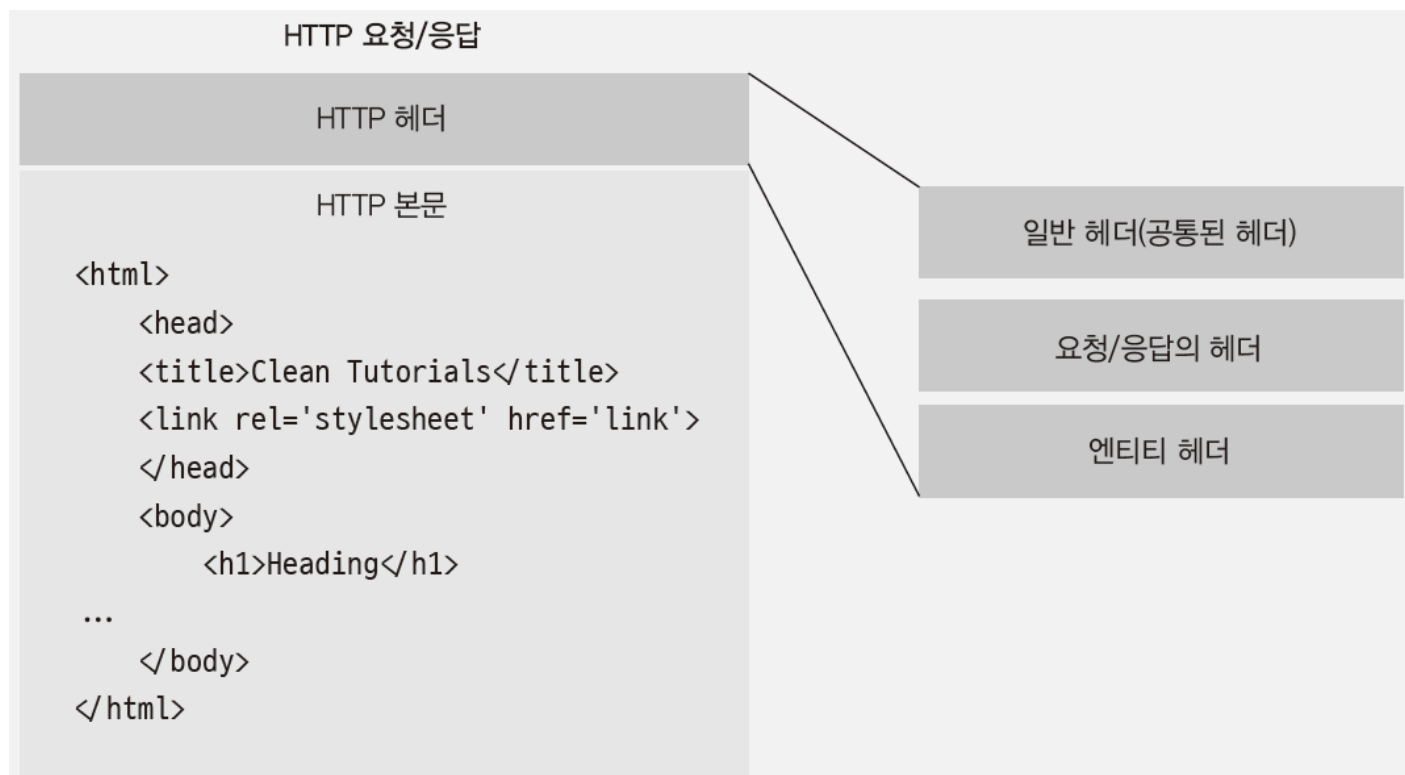 HTTP 요청/응답
HTTP 헤더
HTTP 본문
<html>
<head>
<title>Clean Tutorials</title>
<link rel='stylesheet' href='link'>
</head>
<body>
<h1>Heading</h1>
...
</body>
</html>
일반 헤더(공통된 헤더)
요청/응답의 헤더
엔티티 헤더